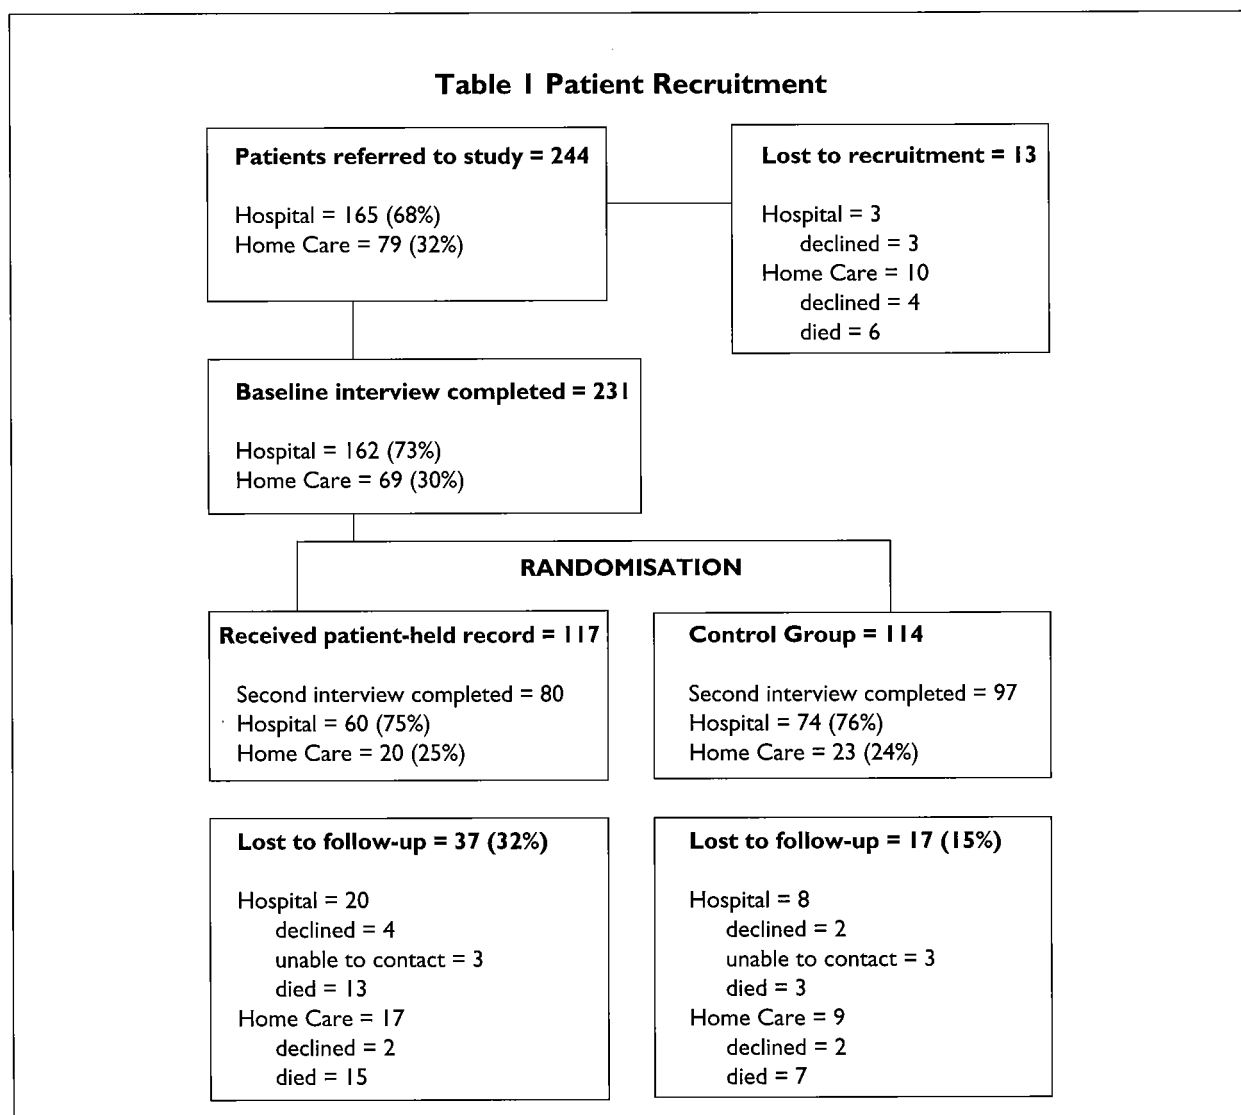 Table 1 Patient Recruitment
Patients referred to study = 244
Hospital = 165 (68%)
Home Care = 79 (32%)
Lost to recruitment = 13
Hospital = 3
declined = 3
Home Care = 10
declined = 4
died = 6
Baseline interview completed = 231
Hospital = 162 (73%)
Home Care = 69 (30%)
RANDOMISATION
Received patient-held record = 117
Second interview completed = 80
Hospital = 60 (75%)
Home Care = 20 (25%)
Control Group = 114
Second interview completed = 97
Hospital = 74 (76%)
Home Care = 23 (24%)
Lost to follow-up = 37 (32%)
Hospital = 20
declined = 4
unable to contact = 3
died = 13
Home Care = 17
declined = 2
died = 15
Lost to follow-up = 17 (15%)
Hospital = 8
declined = 2
unable to contact = 3
died = 3
Home Care = 9
declined = 2
died = 7